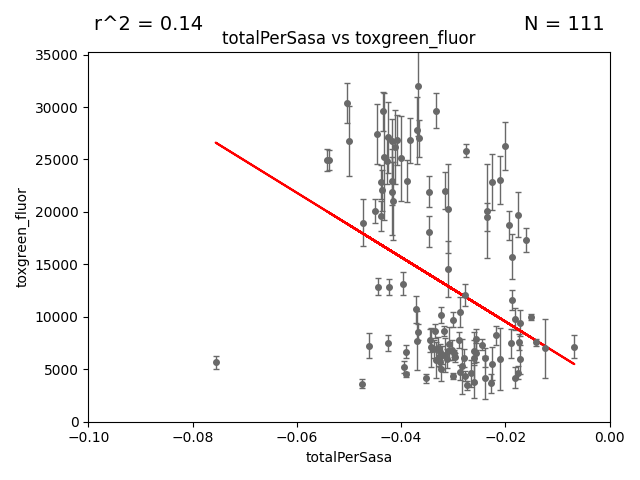 r^2 = 0.14
N = 111
totalPerSasa vs toxgreen_fluor
35000
30000
25000
20000
15000
10000
5000
0
toxgreen_fluor
−0.10
−0.08
−0.06
−0.04
−0.02
0.00
totalPerSasa